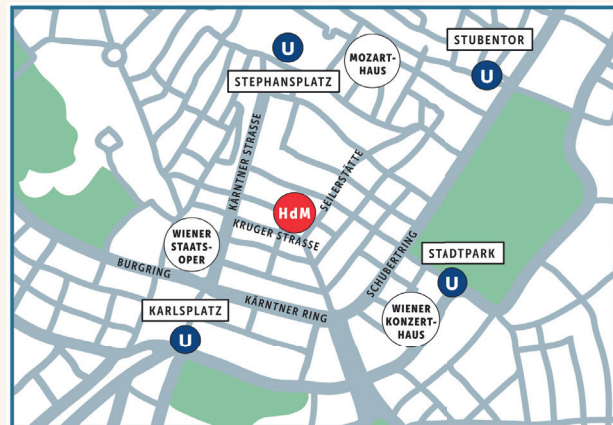 U
STUBENTOR
MOZART-
HAUS
STEPHANSPLATZ
U
KÄRNTNER STRASSE
SEILERSTÄTTE
HdM
KRUGER STRASSE
WIENER
STAATS-
OPER
SCHUBERTRING
STADTPARK
BURGRING
U
KARLSPLATZ
KÄRNTNER RING
WIENER
KONZERT-
HAUS
U